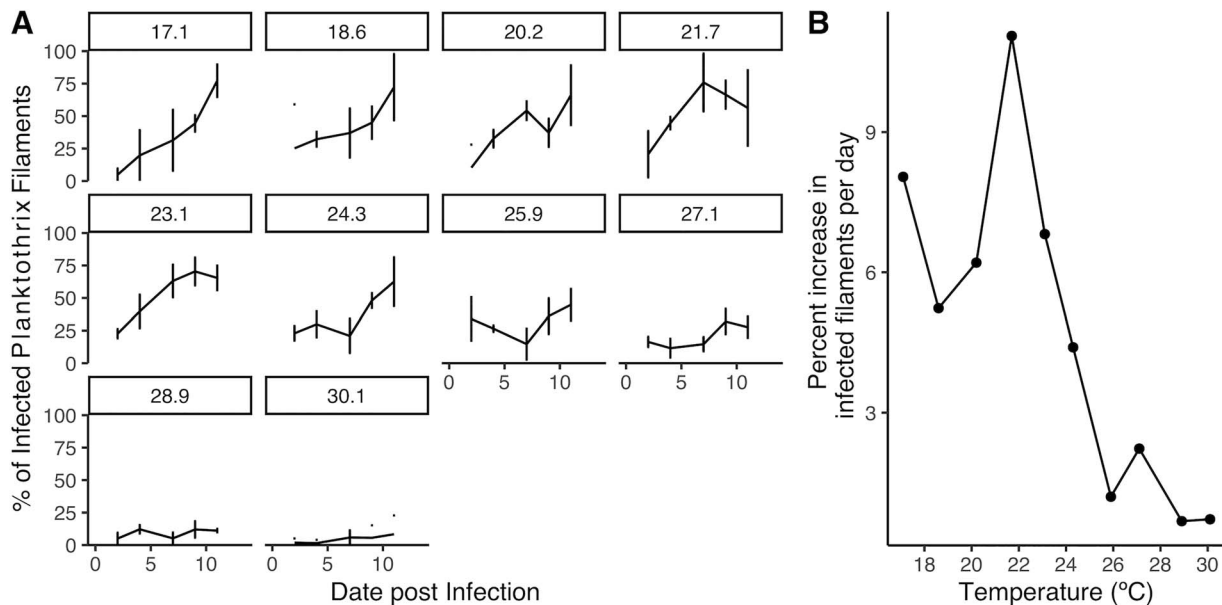 A
17.1 18.6 20.2 21.7
100
75
50
25
0
23.1 24.3 25.9 27.1
100
75
50
25
0
0 5 10 0 5 10
28.9 30.1
100
75
50
25
0
0 5 10 0 5 10
% of Infected Planktothrix Filaments
Date post Infection
B
Percent increase in
infected filaments per day
9
6
3
18 20 22 24 26 28 30
Temperature (ºC)